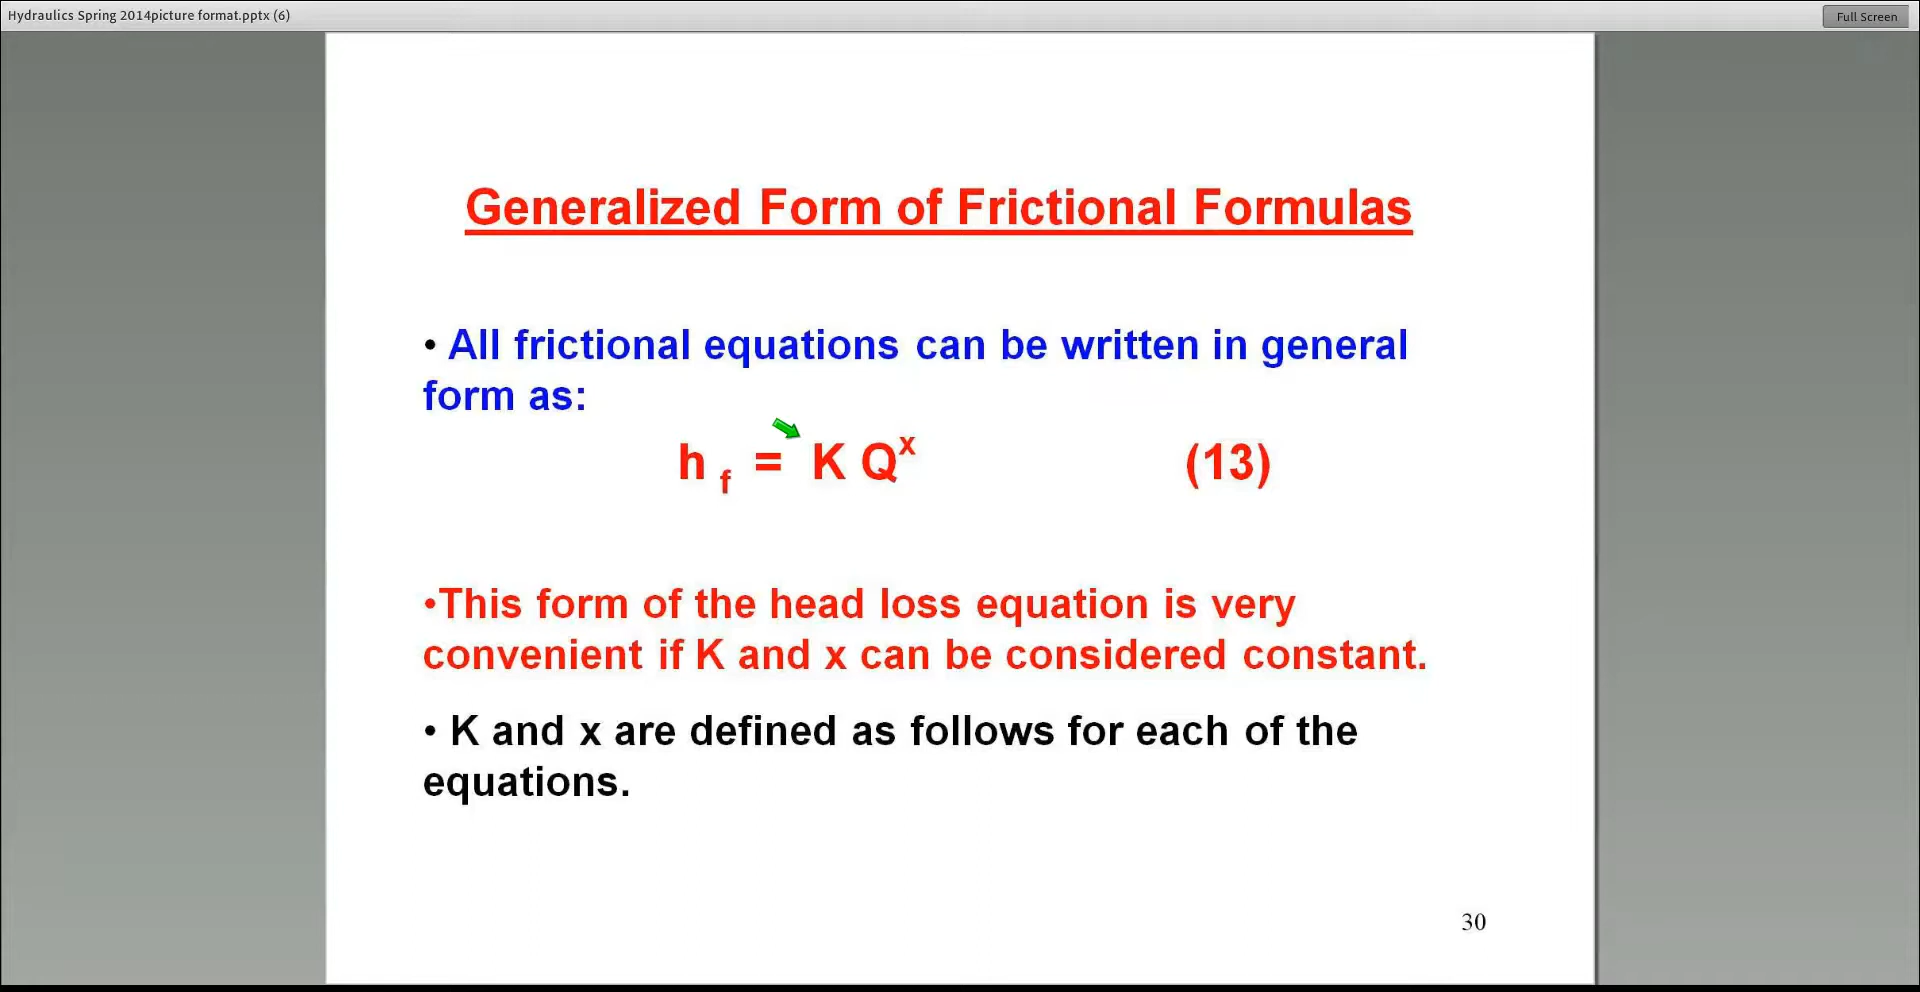 Hydraulics Spring 2014picture format.pptx (6)
Full Screen
Generalized Form of Frictional Formulas
• All frictional equations can be written in general
form as:
h f = K Qˣ (13)
•This form of the head loss equation is very
convenient if K and x can be considered constant.
• K and x are defined as follows for each of the
equations.
30